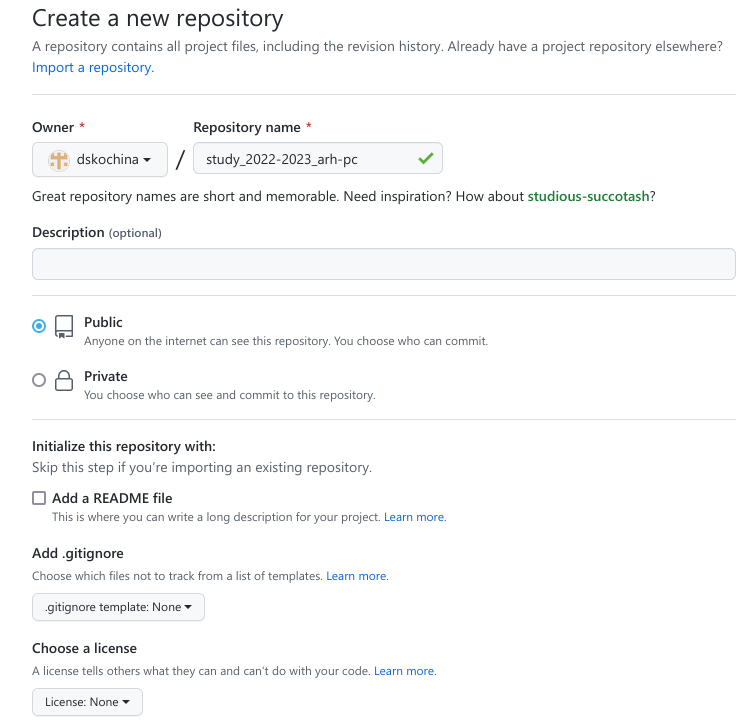 Create a new repository
A repository contains all project files, including the revision history. Already have a project repository elsewhere?
Import a repository.
Owner * Repository name *
dskochina / study_2022-2023_arh-pc
Great repository names are short and memorable. Need inspiration? How about studious-succotash?
Description (optional)
Public
Anyone on the internet can see this repository. You choose who can commit.
Private
You choose who can see and commit to this repository.
Initialize this repository with:
Skip this step if you're importing an existing repository.
Add a README file
This is where you can write a long description for your project. Learn more.
Add .gitignore
Choose which files not to track from a list of templates. Learn more.
.gitignore template: None
Choose a license
A license tells others what they can and can't do with your code. Learn more.
License: None